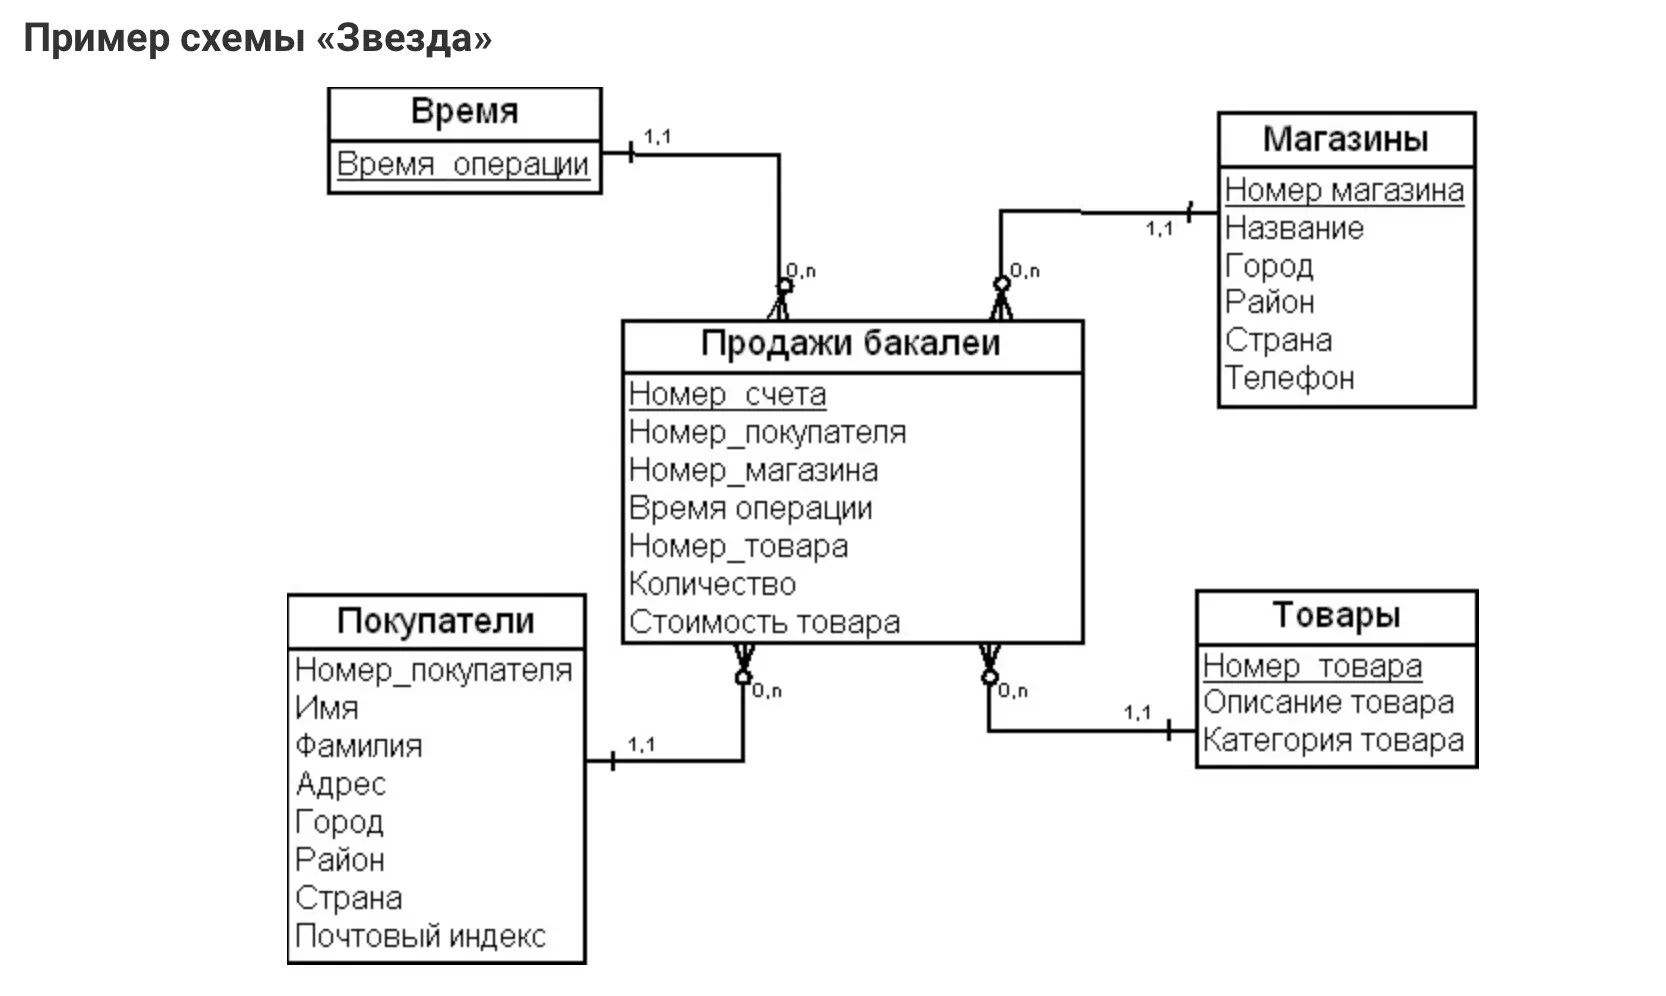 Пример схемы «Звезда»
Время
Время_операции
1,1
0,n
Магазины
Номер магазина
Название
Город
Район
Страна
Телефон
1,1
0,n
Продажи бакалеи
Номер_счета
Номер_покупателя
Номер_магазина
Время операции
Номер_товара
Количество
Стоимость товара
Покупатели
Номер_покупателя
Имя
Фамилия
Адрес
Город
Район
Страна
Почтовый индекс
1,1
0,n
Товары
Номер_товара
Описание товара
Категория товара
1,1
0,n